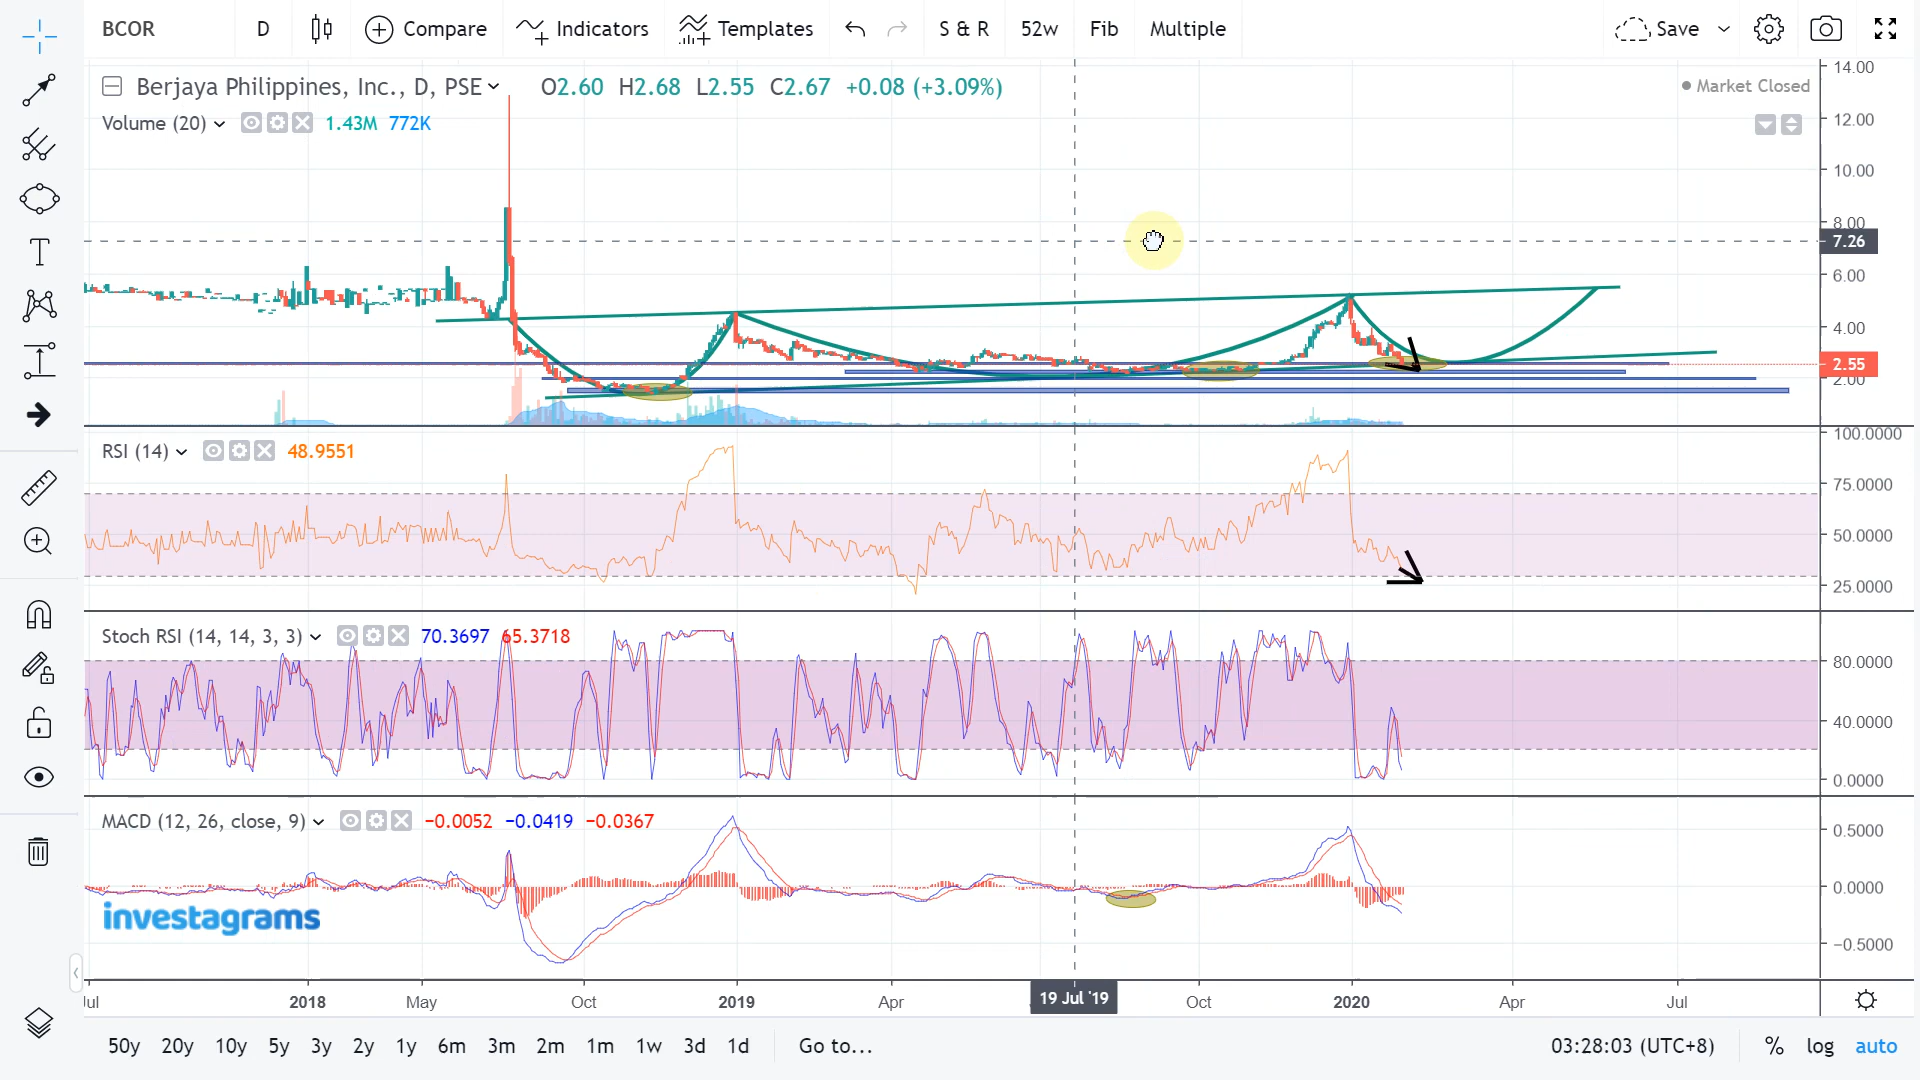 BCOR D Compare Indicators Templates S & R 52w Fib Multiple Save
Berjaya Philippines, Inc., D, PSE O2.60 H2.68 L2.55 C2.67 +0.08 (+3.09%) Market Closed
Volume (20) 1.43M 772K
14.00
12.00
10.00
8.00
7.26
6.00
4.00
2.55
2.00
RSI (14) 48.9551
100.0000
75.0000
50.0000
25.0000
Stoch RSI (14, 14, 3, 3) 70.3697 65.3718
80.0000
40.0000
0.0000
MACD (12, 26, close, 9) −0.0052 −0.0419 −0.0367
0.5000
0.0000
−0.5000
investagrams
Jul 2018 May Oct 2019 Apr 19 Jul '19 Oct 2020 Apr Jul
50y 20y 10y 5y 3y 2y 1y 6m 3m 2m 1m 1w 3d 1d Go to... 03:28:03 (UTC+8) % log auto